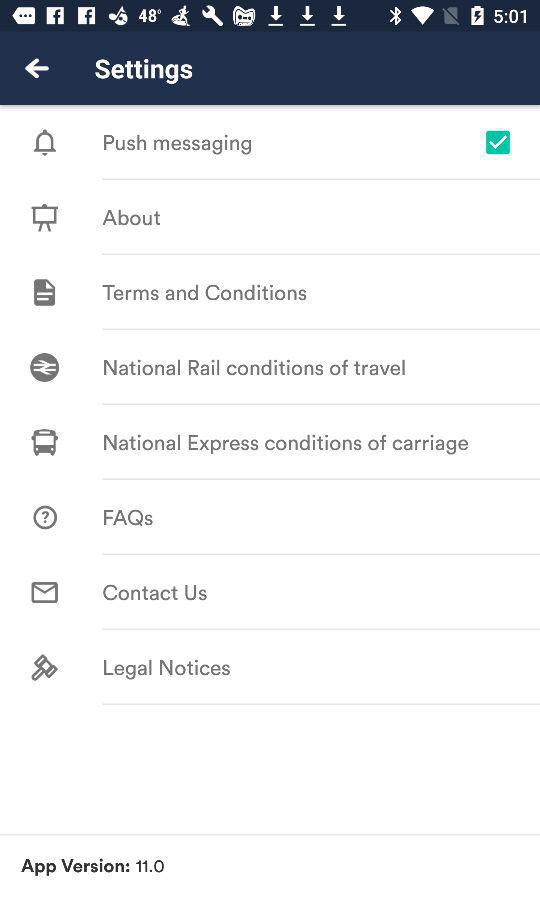 48° 5:01
Settings
Push messaging
About
Terms and Conditions
National Rail conditions of travel
National Express conditions of carriage
FAQs
Contact Us
Legal Notices
App Version: 11.0